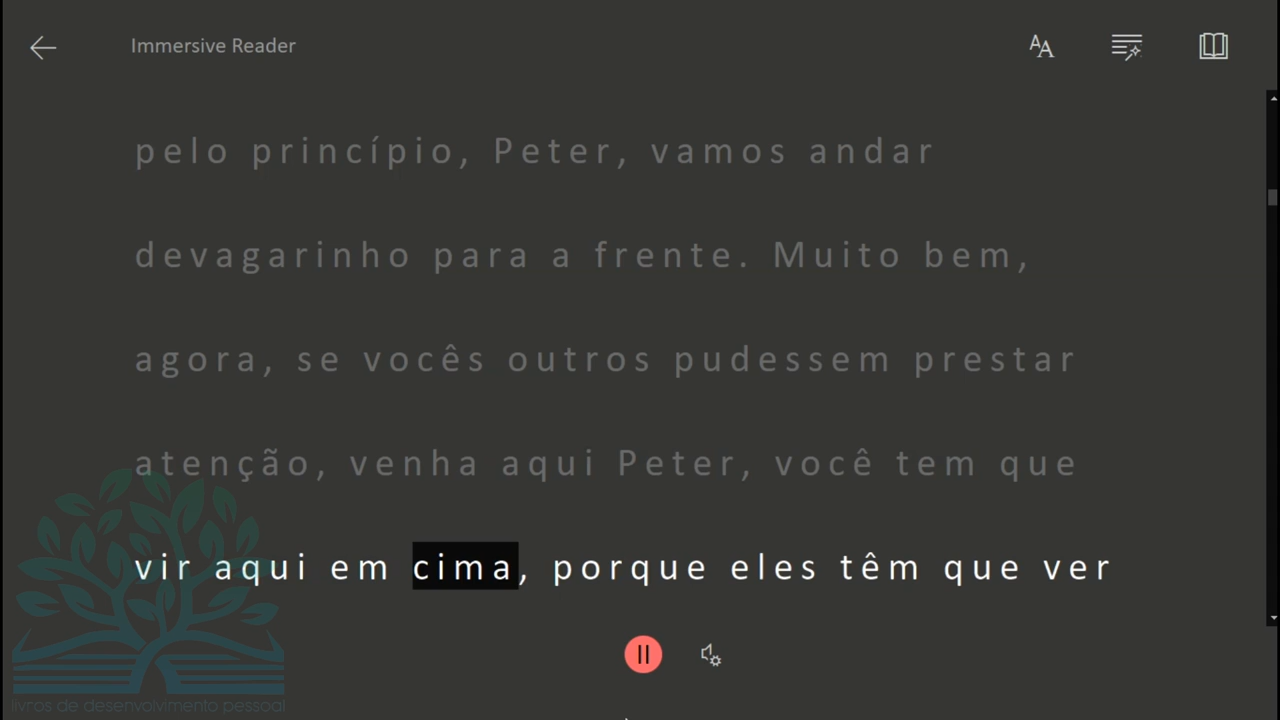 Immersive Reader
pelo princípio, Peter, vamos andar
devagarinho para a frente. Muito bem,
agora, se vocês outros pudessem prestar
atenção, venha aqui Peter, você tem que
vir aqui em cima, porque eles têm que ver
livros de desenvolvimento pessoal